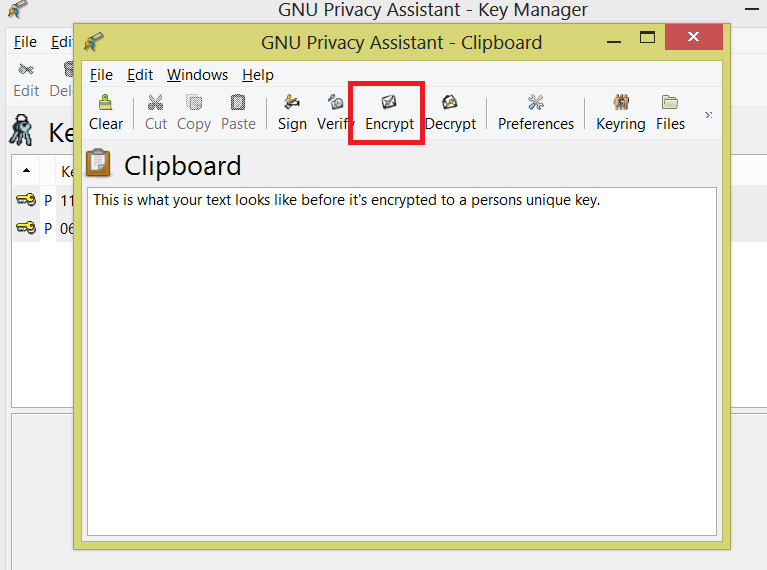 GNU Privacy Assistant - Key Manager
File Edi
Edit Del
Ke
Ke
P 11
P 06
GNU Privacy Assistant - Clipboard
File Edit Windows Help
Clear Cut Copy Paste Sign Verify Encrypt Decrypt Preferences Keyring Files
Clipboard
This is what your text looks like before it's encrypted to a persons unique key.